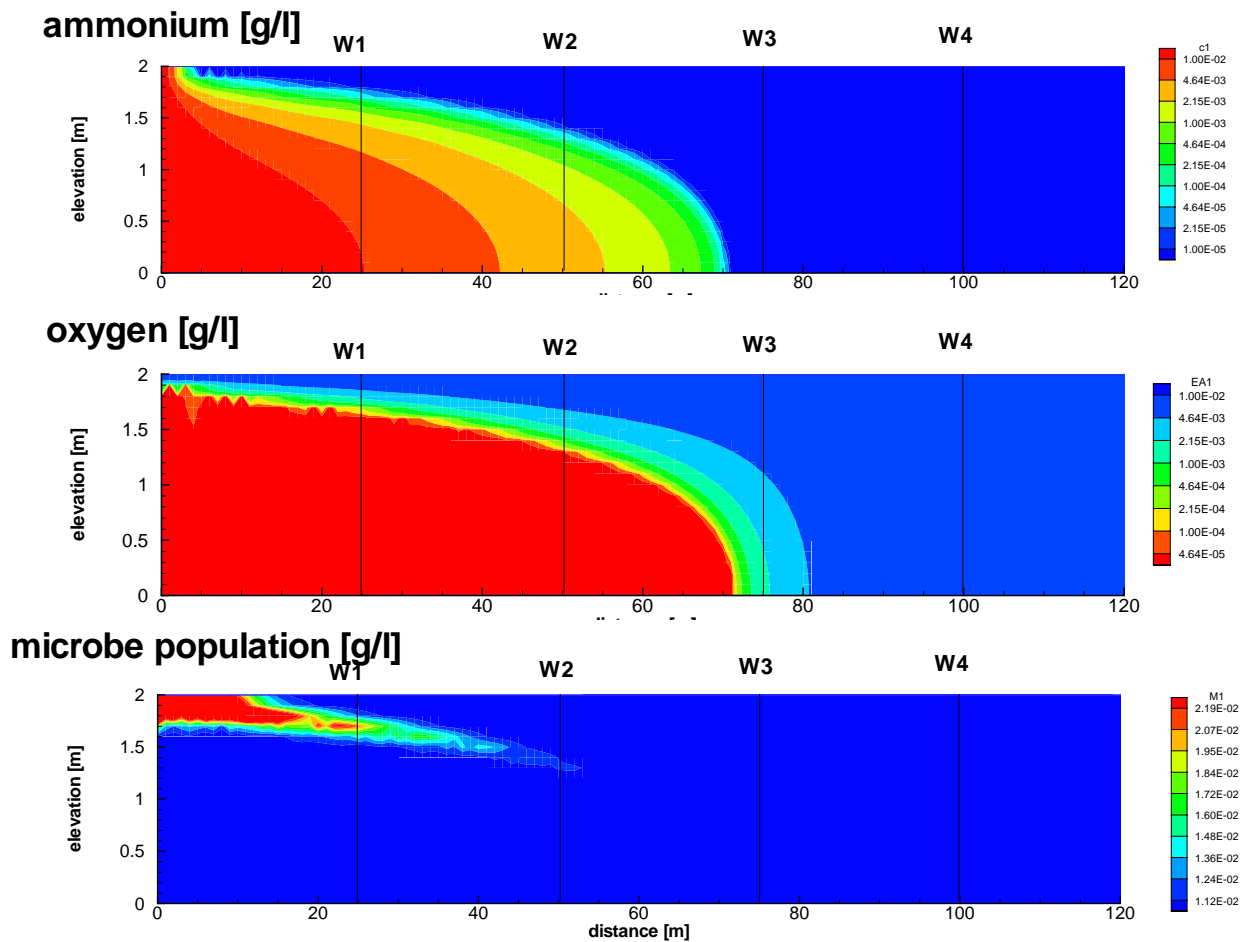 ammonium [g/l]
W1
W2
W3
W4
c1
1.00E-02
4.64E-03
2.15E-03
1.00E-03
4.64E-04
2.15E-04
1.00E-04
4.64E-05
2.15E-05
1.00E-05
elevation [m]
2
1.5
1
0.5
0
0 20 40 60 80 100 120
oxygen [g/l]
W1
W2
W3
W4
EA1
1.00E-02
4.64E-03
2.15E-03
1.00E-03
4.64E-04
2.15E-04
1.00E-04
4.64E-05
elevation [m]
2
1.5
1
0.5
0
0 20 40 60 80 100 120
microbe population [g/l]
W1
W2
W3
W4
M1
2.19E-02
2.07E-02
1.95E-02
1.84E-02
1.72E-02
1.60E-02
1.48E-02
1.36E-02
1.24E-02
1.12E-02
elevation [m]
2
1.5
1
0.5
0
0 20 40 60 80 100 120
distance [m]